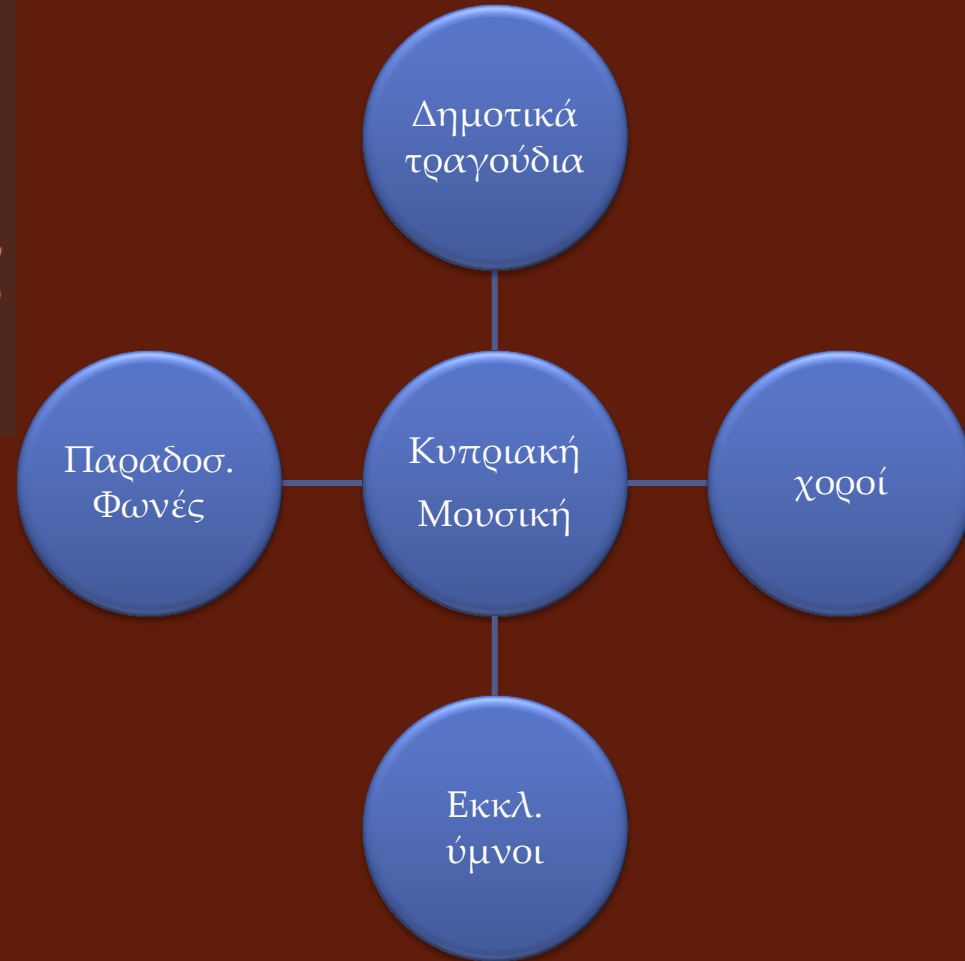 Δημοτικά
τραγούδια
Παραδοσ.
Φωνές
Κυπριακή
Μουσική
χοροί
Εκκλ.
ύμνοι